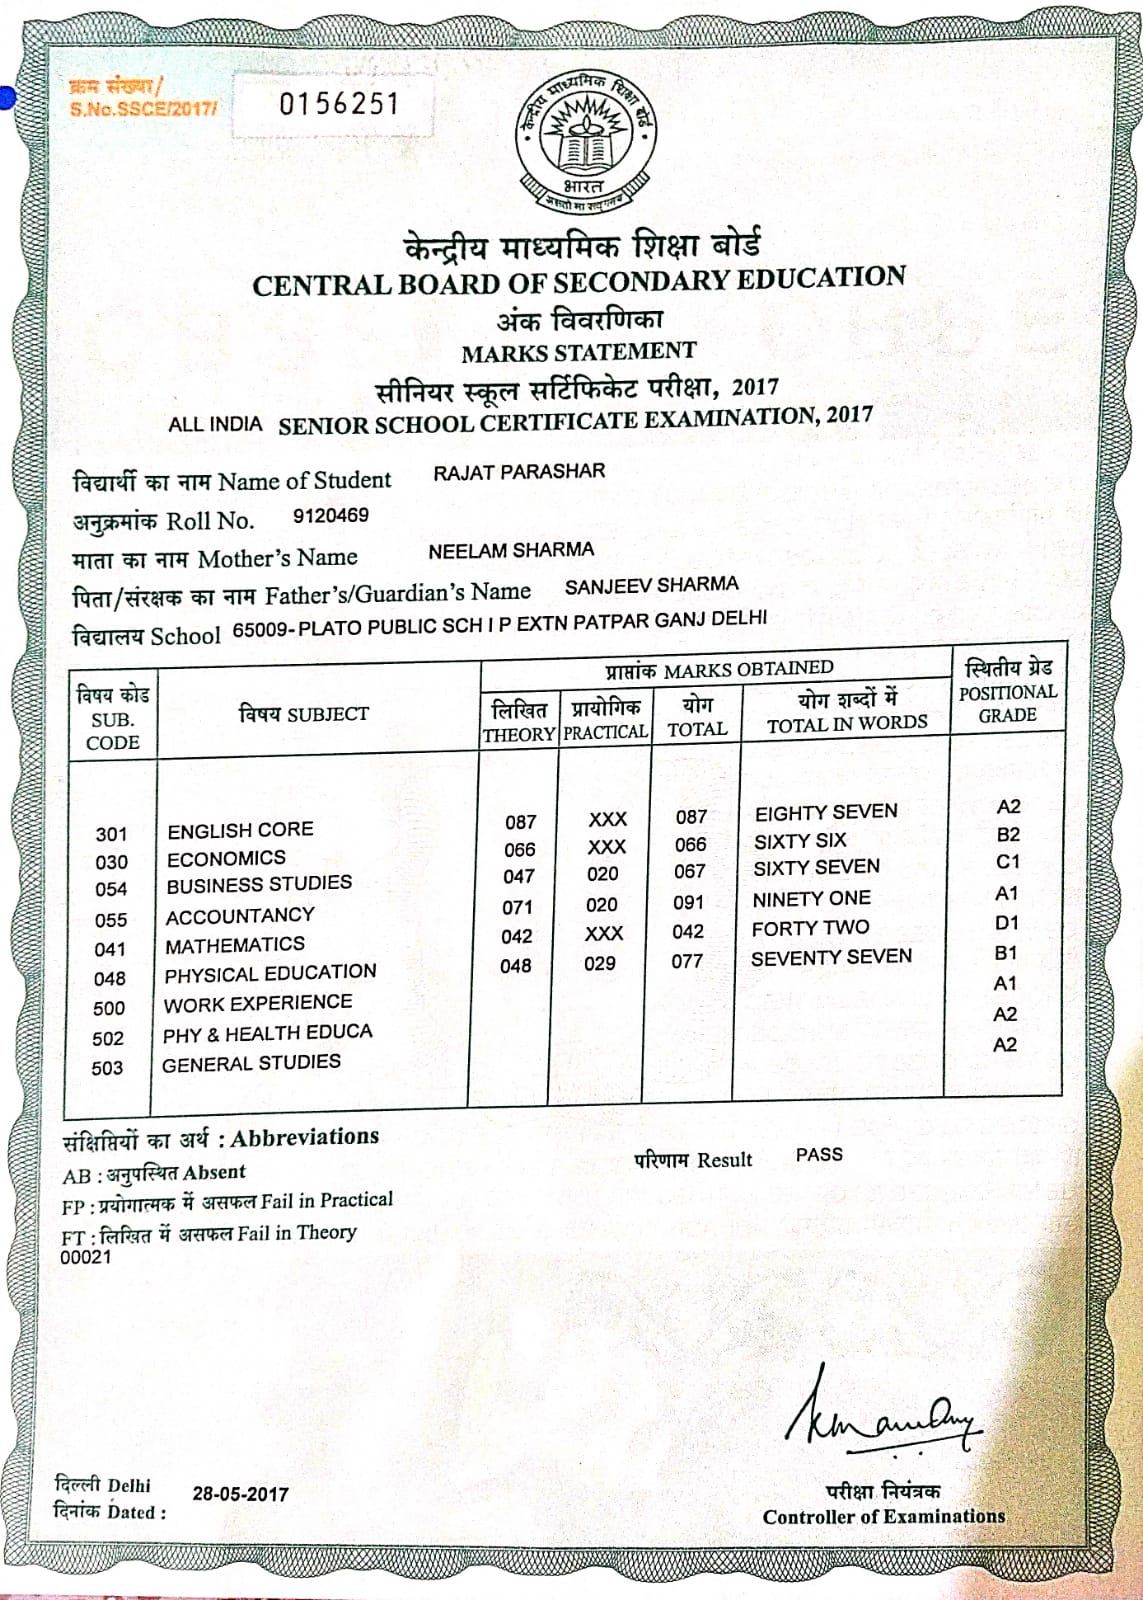 क्रम संख्या/
S.No.SSCE/2017/ 0156251
केन्द्रीय माध्यमिक शिक्षा बोर्ड
भारत
असतो मा सद्गमय
केन्द्रीय माध्यमिक शिक्षा बोर्ड
CENTRAL BOARD OF SECONDARY EDUCATION
अंक विवरणिका
MARKS STATEMENT
सीनियर स्कूल सर्टिफिकेट परीक्षा, 2017
ALL INDIA SENIOR SCHOOL CERTIFICATE EXAMINATION, 2017
विद्यार्थी का नाम Name of Student RAJAT PARASHAR
अनुक्रमांक Roll No. 9120469
माता का नाम Mother's Name NEELAM SHARMA
पिता/संरक्षक का नाम Father's/Guardian's Name SANJEEV SHARMA
विद्यालय School 65009-PLATO PUBLIC SCH I P EXTN PATPAR GANJ DELHI
विषय कोड SUB. CODE विषय SUBJECT प्राप्तांक MARKS OBTAINED स्थितीय ग्रेड POSITIONAL GRADE
लिखित THEORY प्रायोगिक PRACTICAL योग TOTAL योग शब्दों में TOTAL IN WORDS
301 ENGLISH CORE 087 XXX 087 EIGHTY SEVEN A2
030 ECONOMICS 066 XXX 066 SIXTY SIX B2
054 BUSINESS STUDIES 047 020 067 SIXTY SEVEN C1
055 ACCOUNTANCY 071 020 091 NINETY ONE A1
041 MATHEMATICS 042 XXX 042 FORTY TWO D1
048 PHYSICAL EDUCATION 048 029 077 SEVENTY SEVEN B1
500 WORK EXPERIENCE A1
502 PHY & HEALTH EDUCA A2
503 GENERAL STUDIES A2
संक्षिप्तियों का अर्थ : Abbreviations
AB : अनुपस्थित Absent
परिणाम Result PASS
FP : प्रयोगात्मक में असफल Fail in Practical
FT : लिखित में असफल Fail in Theory
00021
दिल्ली Delhi
दिनांक Dated : 28-05-2017
परीक्षा नियंत्रक
Controller of Examinations